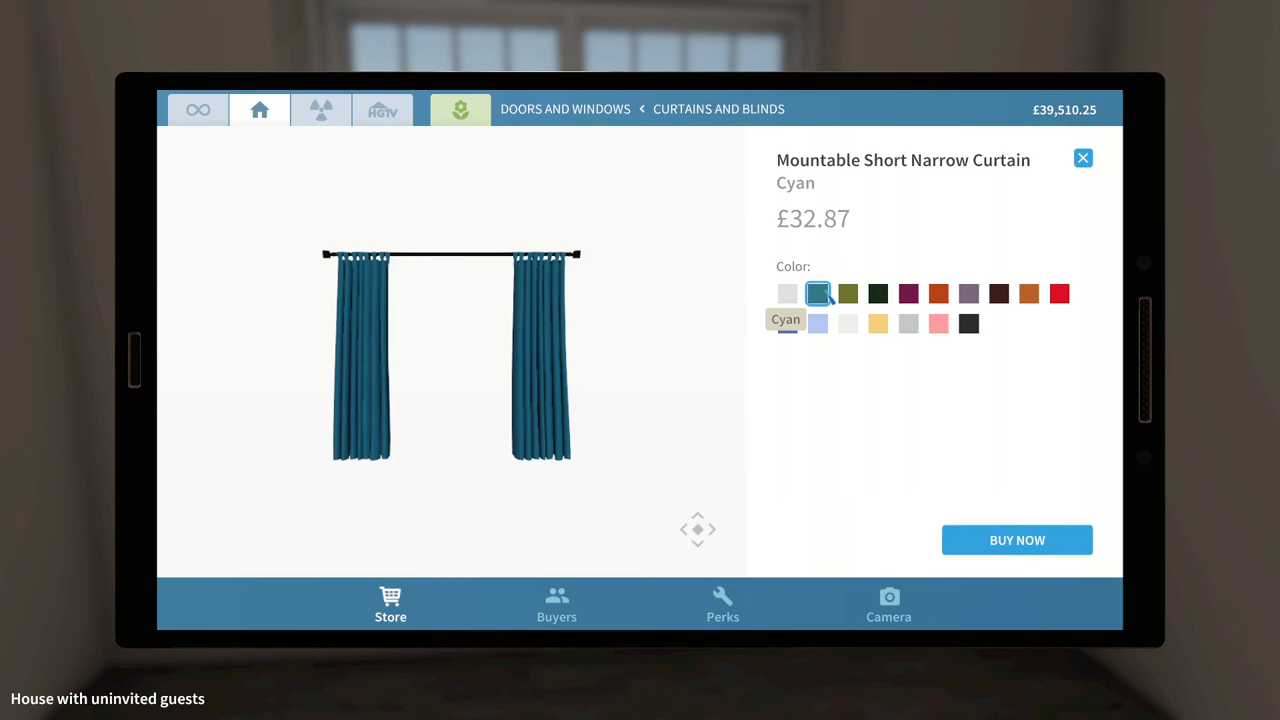 HGTV
DOORS AND WINDOWS < CURTAINS AND BLINDS
£39,510.25
Mountable Short Narrow Curtain
Cyan
£32.87
Color:
Cyan
BUY NOW
Store
Buyers
Perks
Camera
House with uninvited guests